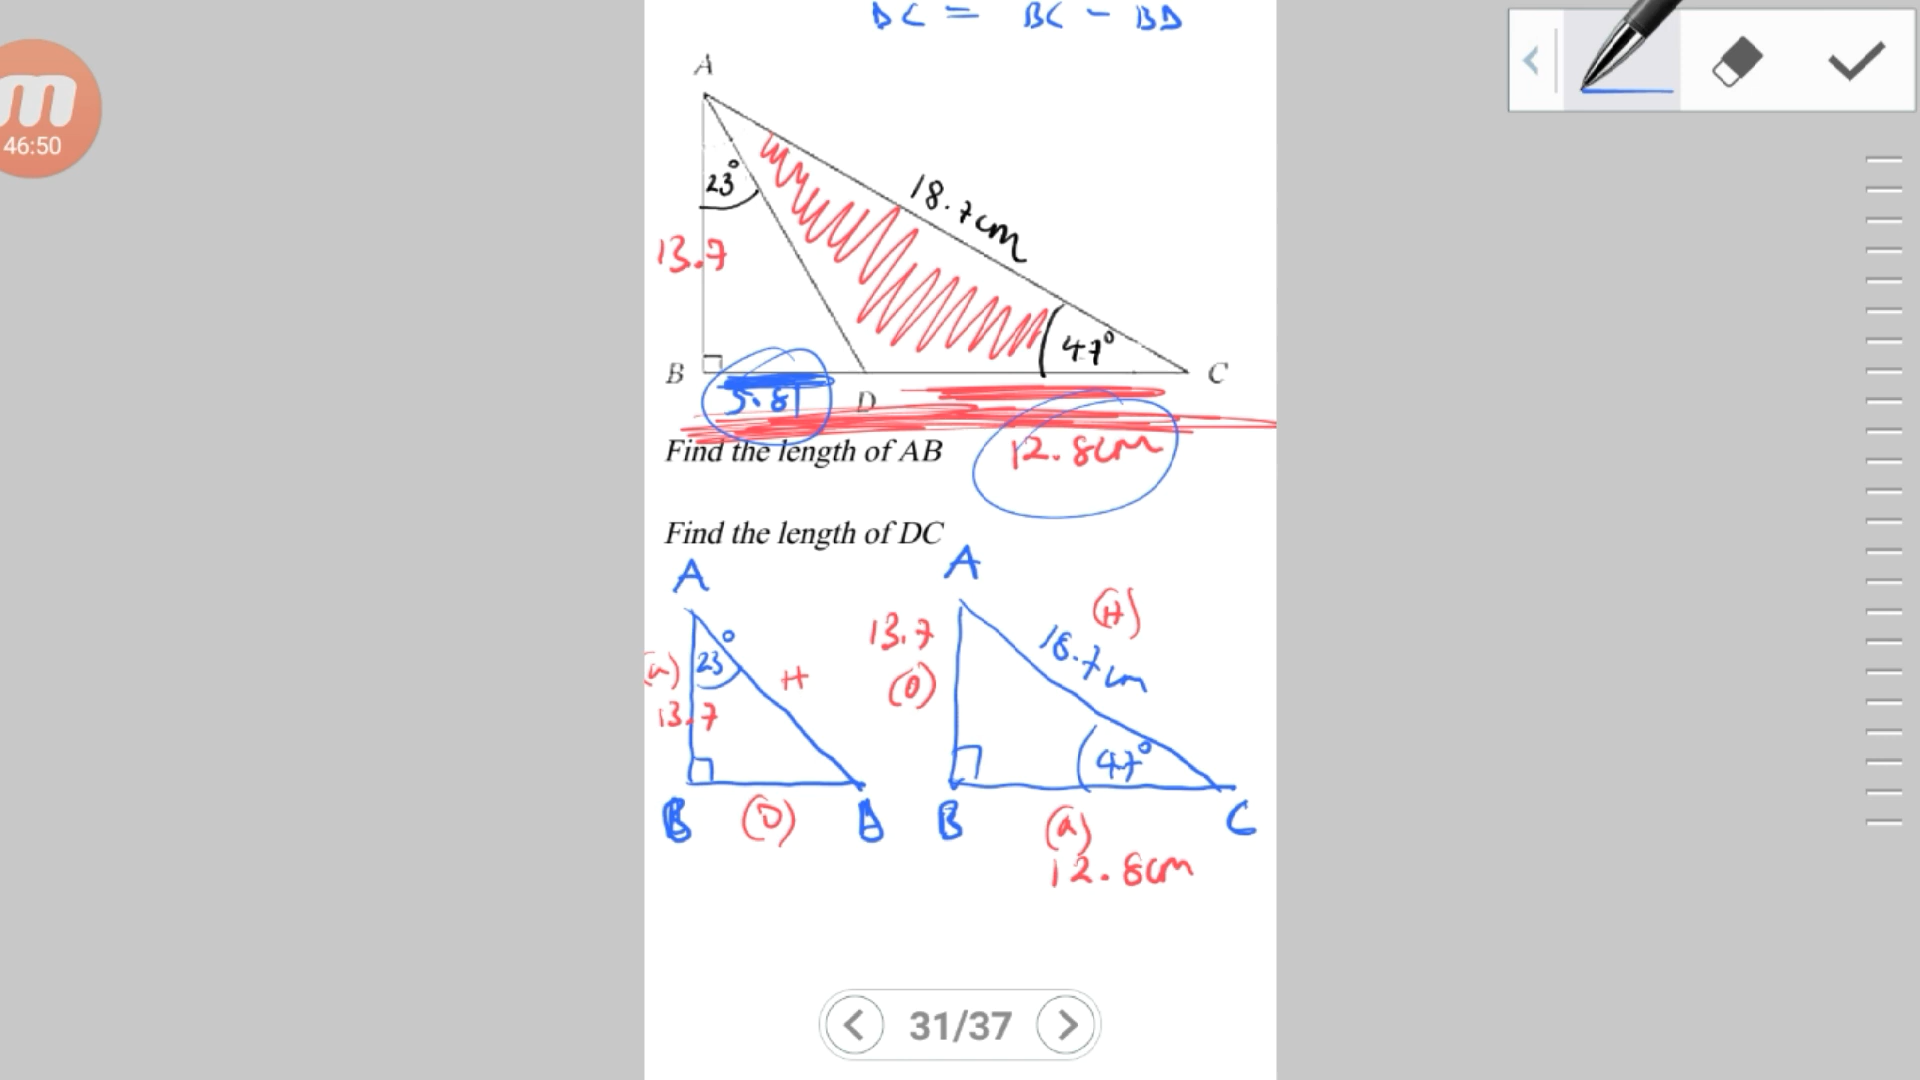 DC = BC - BD
46:50
A
23°
18.7cm
13.7
47°
B
C
5.81
D
Find the length of AB
12.8cm
Find the length of DC
A
A
(H)
13.7
18.7cm
(a)
23°
H
(O)
13.7
47°
B
(O)
D
B
(a)
C
12.8cm
31/37